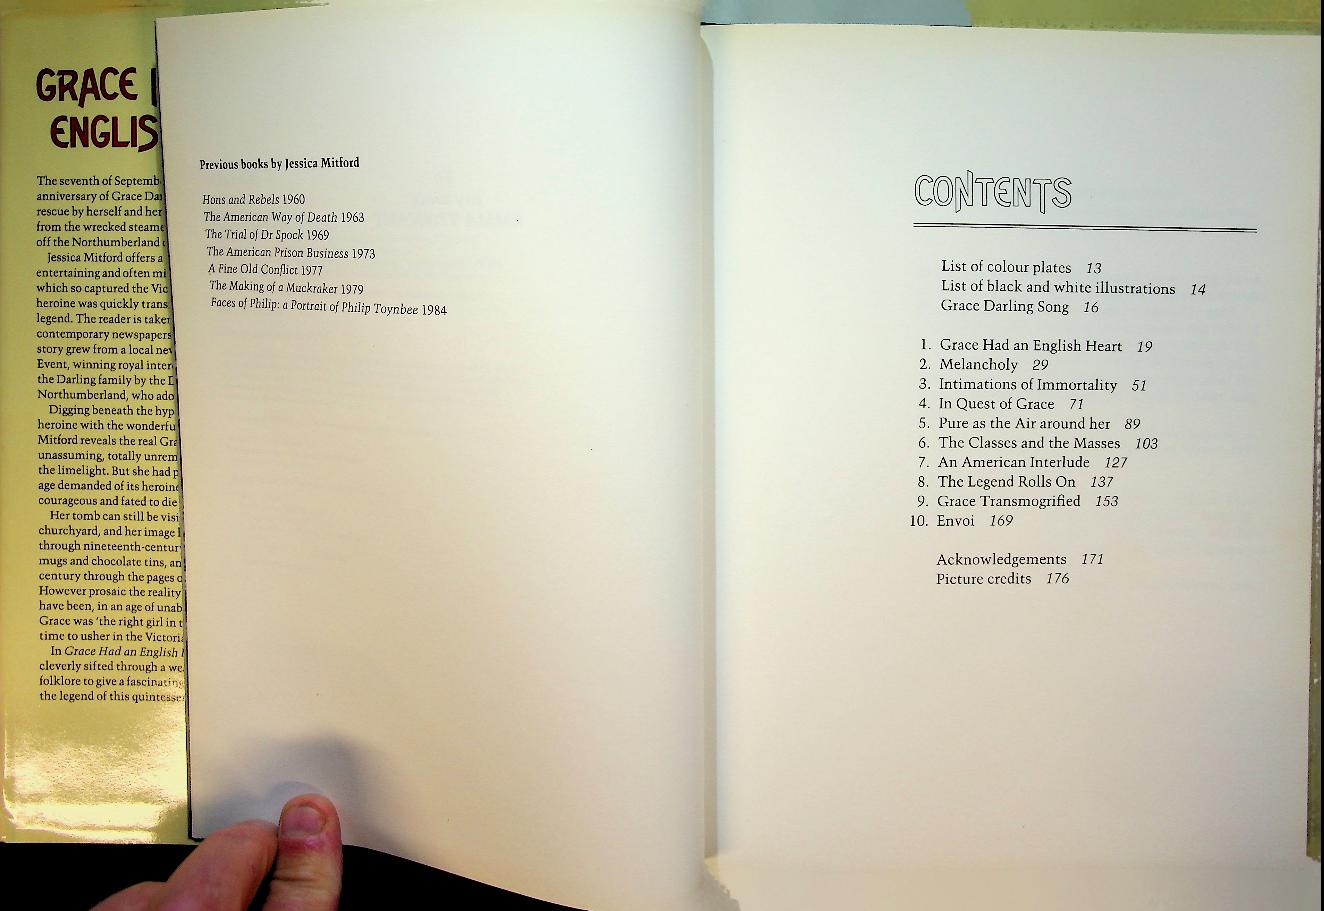 GRACE
ENGLIS
The seventh of Septemb
anniversary of Grace Da
rescue by herself and her
from the wrecked steame
off the Northumberland
Jessica Mitford offers a
entertaining and often mi
which so captured the Vic
heroine was quickly trans
legend. The reader is taken
contemporary newspapers
story grew from a local ne
Event, winning royal inter
the Darling family by the D
Northumberland, who ado
Digging beneath the hyp
heroine with the wonderfu
Mitford reveals the real Gra
unassuming, totally unrem
the limelight. But she had p
age demanded of its heroine
courageous and fated to die
Her tomb can still be visi
churchyard, and her image
through nineteenth-centur
mugs and chocolate tins, an
century through the pages o
However prosaic the reality
have been, in an age of unab
Grace was 'the right girl in t
time to usher in the Victoria
In Grace Had an English
cleverly sifted through a we
folklore to give a fascinating
the legend of this quintesse
Previous books by Jessica Mitford
Hons and Rebels 1960
The American Way of Death 1963
The Trial of Dr Spock 1969
The American Prison Business 1973
A Fine Old Conflict 1977
The Making of a Muckraker 1979
Faces of Philip: a Portrait of Philip Toynbee 1984
CONTENTS
List of colour plates 13
List of black and white illustrations 14
Grace Darling Song 16
1. Grace Had an English Heart 19
2. Melancholy 29
3. Intimations of Immortality 51
4. In Quest of Grace 71
5. Pure as the Air around her 89
6. The Classes and the Masses 103
7. An American Interlude 127
8. The Legend Rolls On 137
9. Grace Transmogrified 153
10. Envoi 169
Acknowledgements 171
Picture credits 176